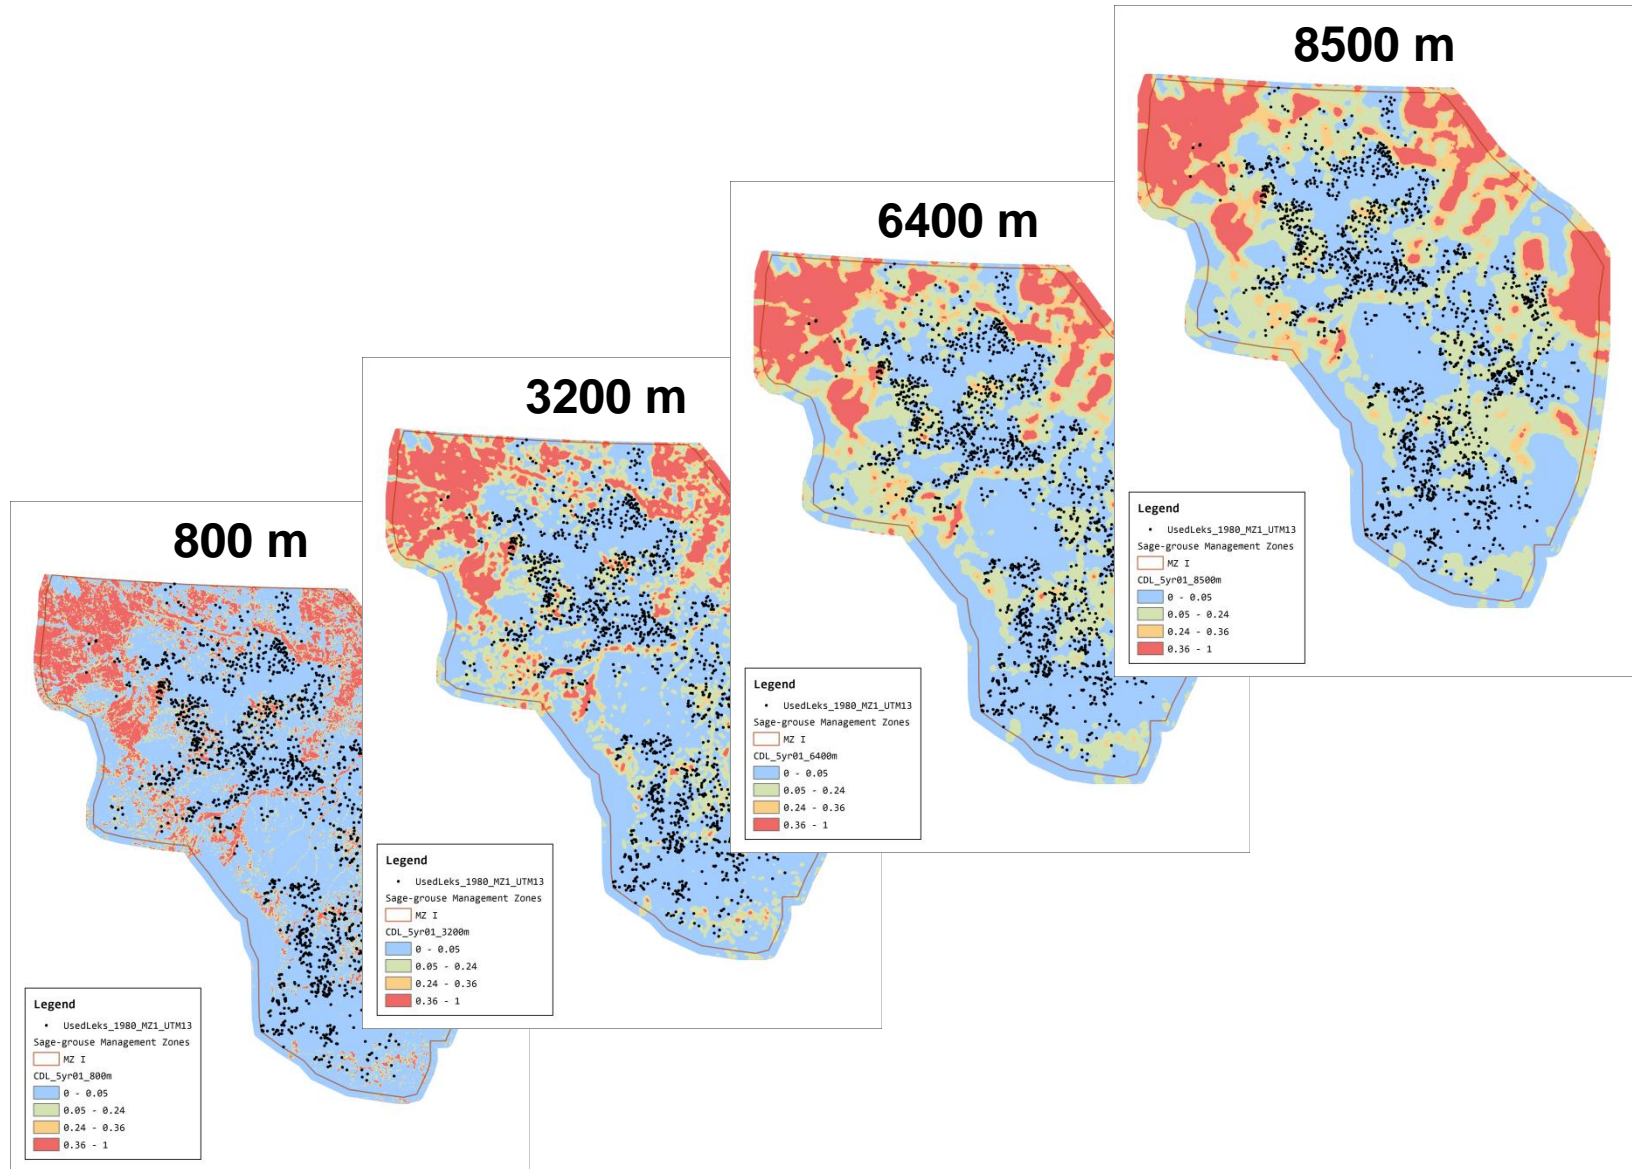 8500 m
Legend
UsedLeks_1980_MZ1_UTM13
Sage-grouse Management Zones
MZ I
CDL_5yr01_8500m
0 - 0.05
0.05 - 0.24
0.24 - 0.36
0.36 - 1
6400 m
Legend
UsedLeks_1980_MZ1_UTM13
Sage-grouse Management Zones
MZ I
CDL_5yr01_6400m
0 - 0.05
0.05 - 0.24
0.24 - 0.36
0.36 - 1
3200 m
Legend
UsedLeks_1980_MZ1_UTM13
Sage-grouse Management Zones
MZ I
CDL_5yr01_3200m
0 - 0.05
0.05 - 0.24
0.24 - 0.36
0.36 - 1
800 m
Legend
UsedLeks_1980_MZ1_UTM13
Sage-grouse Management Zones
MZ I
CDL_5yr01_800m
0 - 0.05
0.05 - 0.24
0.24 - 0.36
0.36 - 1